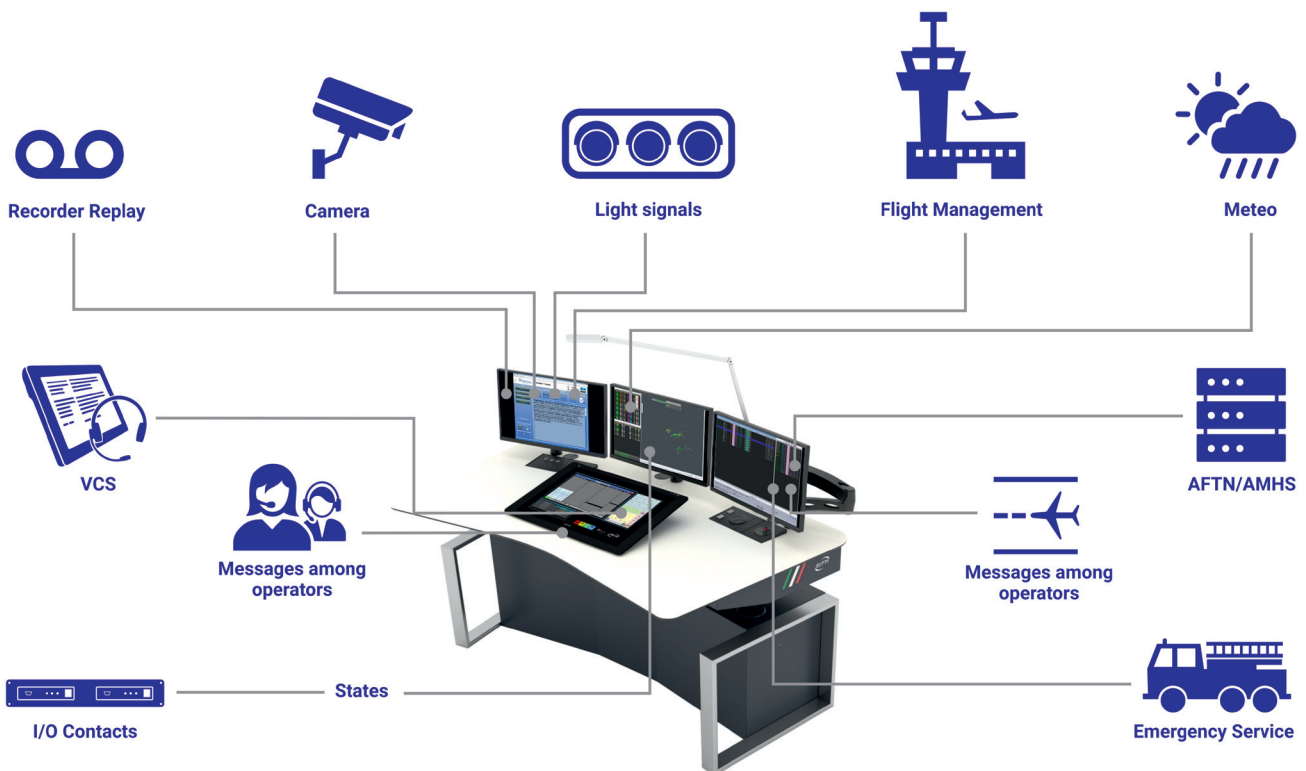 Recorder Replay
Camera
Light signals
Flight Management
Meteo
VCS
AFTN/AMHS
Messages among
operators
Messages among
operators
States
I/O Contacts
Emergency Service